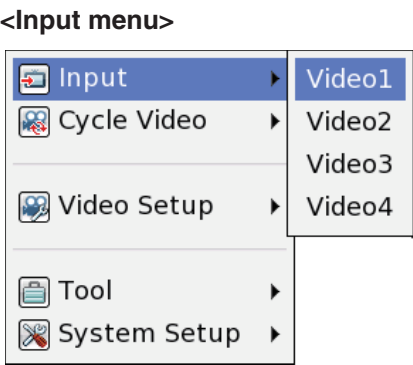 <Input menu>
Input
Video1
Cycle Video
Video2
Video3
Video Setup
Video4
Tool
System Setup